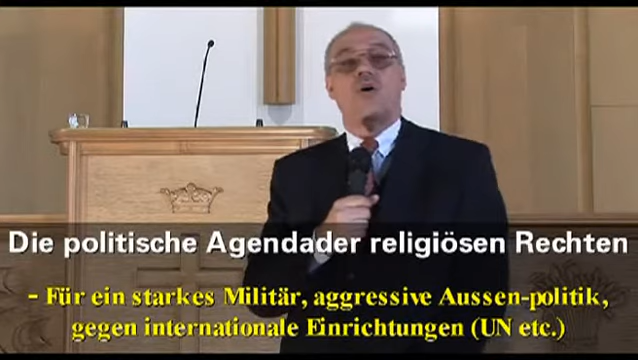 Die politische Agendader religiösen Rechten
- Für ein starkes Militär, aggressive Aussen-politik,
gegen internationale Einrichtungen (UN etc.)